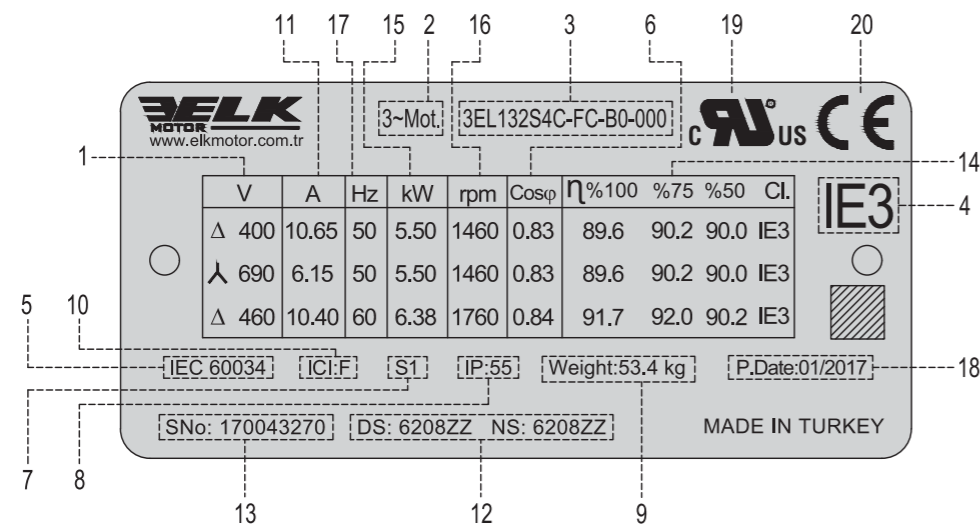 11 17 15 2 16 3 6 19 20
3ELK
MOTOR
www.elkmotor.com.tr
3~Mot. 3EL132S4C-FC-B0-000
c RU US CE
1
14
4
V A Hz kW rpm Cosφ η%100 %75 %50 Cl.
IE3
Δ 400 10.65 50 5.50 1460 0.83 89.6 90.2 90.0 IE3
⅄ 690 6.15 50 5.50 1460 0.83 89.6 90.2 90.0 IE3
Δ 460 10.40 60 6.38 1760 0.84 91.7 92.0 90.2 IE3
5 10
IEC 60034 ICI:F S1 IP:55 Weight:53.4 kg P.Date:01/2017
18
SNo: 170043270 DS: 6208ZZ NS: 6208ZZ MADE IN TURKEY
7 8 13 12 9